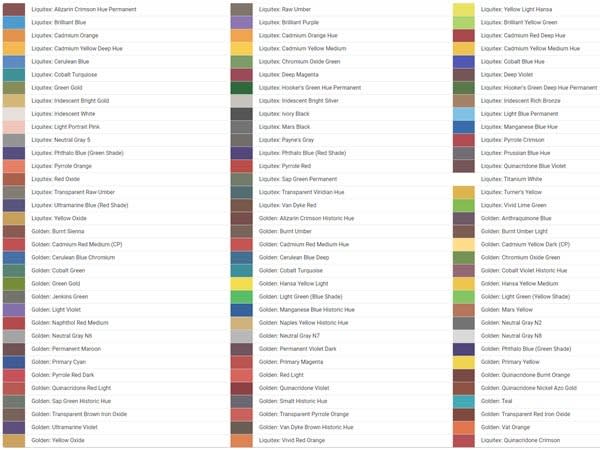 Liquitex: Alizarin Crimson Hue Permanent
Liquitex: Raw Umber
Liquitex: Yellow Light Hansa
Liquitex: Brilliant Blue
Liquitex: Brilliant Purple
Liquitex: Brilliant Yellow Green
Liquitex: Cadmium Orange
Liquitex: Cadmium Orange Hue
Liquitex: Cadmium Red Deep Hue
Liquitex: Cadmium Yellow Deep Hue
Liquitex: Cadmium Yellow Medium
Liquitex: Cadmium Yellow Medium Hue
Liquitex: Cerulean Blue
Liquitex: Chromium Oxide Green
Liquitex: Cobalt Blue Hue
Liquitex: Cobalt Turquoise
Liquitex: Deep Magenta
Liquitex: Deep Violet
Liquitex: Green Gold
Liquitex: Hooker's Green Hue Permanent
Liquitex: Hooker's Green Deep Hue Permanent
Liquitex: Iridescent Bright Gold
Liquitex: Iridescent Bright Silver
Liquitex: Iridescent Rich Bronze
Liquitex: Iridescent White
Liquitex: Ivory Black
Liquitex: Light Blue Permanent
Liquitex: Light Portrait Pink
Liquitex: Mars Black
Liquitex: Manganese Blue Hue
Liquitex: Neutral Gray 5
Liquitex: Payne's Gray
Liquitex: Pyrrole Crimson
Liquitex: Phthalo Blue (Green Shade)
Liquitex: Phthalo Blue (Red Shade)
Liquitex: Prussian Blue Hue
Liquitex: Pyrrole Orange
Liquitex: Pyrrole Red
Liquitex: Quinacridone Blue Violet
Liquitex: Red Oxide
Liquitex: Sap Green Permanent
Liquitex: Titanium White
Liquitex: Transparent Raw Umber
Liquitex: Transparent Viridian Hue
Liquitex: Turner's Yellow
Liquitex: Ultramarine Blue (Red Shade)
Liquitex: Van Dyke Red
Liquitex: Vivid Lime Green
Liquitex: Yellow Oxide
Golden: Alizarin Crimson Historic Hue
Golden: Anthraquinone Blue
Golden: Burnt Sienna
Golden: Burnt Umber
Golden: Burnt Umber Light
Golden: Cadmium Red Medium (CP)
Golden: Cadmium Red Medium Hue
Golden: Cadmium Yellow Dark (CP)
Golden: Cerulean Blue Chromium
Golden: Cerulean Blue Deep
Golden: Chromium Oxide Green
Golden: Cobalt Green
Golden: Cobalt Turquoise
Golden: Cobalt Violet Historic Hue
Golden: Green Gold
Golden: Hansa Yellow Light
Golden: Hansa Yellow Medium
Golden: Jenkins Green
Golden: Light Green (Blue Shade)
Golden: Light Green (Yellow Shade)
Golden: Light Violet
Golden: Manganese Blue Historic Hue
Golden: Mars Yellow
Golden: Naphthol Red Medium
Golden: Naples Yellow Historic Hue
Golden: Neutral Gray N2
Golden: Neutral Gray N6
Golden: Neutral Gray N7
Golden: Neutral Gray N8
Golden: Permanent Maroon
Golden: Permanent Violet Dark
Golden: Phthalo Blue (Green Shade)
Golden: Primary Cyan
Golden: Primary Magenta
Golden: Primary Yellow
Golden: Pyrrole Red Dark
Golden: Red Light
Golden: Quinacridone Burnt Orange
Golden: Quinacridone Red Light
Golden: Quinacridone Violet
Golden: Quinacridone Nickel Azo Gold
Golden: Sap Green Historic Hue
Golden: Smalt Historic Hue
Golden: Teal
Golden: Transparent Brown Iron Oxide
Golden: Transparent Pyrrole Orange
Golden: Transparent Red Iron Oxide
Golden: Ultramarine Violet
Golden: Van Dyke Brown Historic Hue
Golden: Vat Orange
Golden: Yellow Oxide
Liquitex: Vivid Red Orange
Liquitex: Quinacridone Crimson